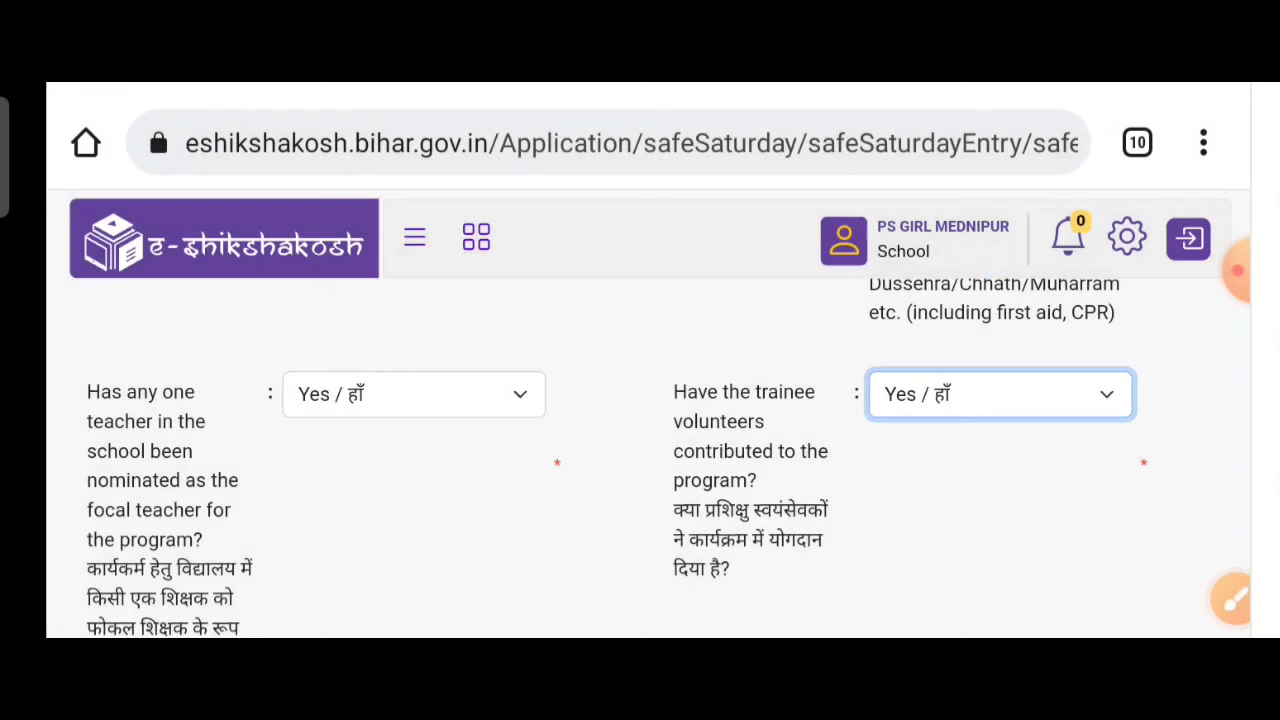 eshikshakosh.bihar.gov.in/Application/safeSaturday/safeSaturdayEntry/safe
10
e-shikshakosh
PS GIRL MEDNIPUR
School
0
Dussehra/Chhath/Muharram
etc. (including first aid, CPR)
Has any one
teacher in the
school been
nominated as the
focal teacher for
the program?
कार्यकर्म हेतु विद्यालय में
किसी एक शिक्षक को
फोकल शिक्षक के रूप
:
Yes / हाँ
*
Have the trainee
volunteers
contributed to the
program?
क्या प्रशिक्षु स्वयंसेवकों
ने कार्यक्रम में योगदान
दिया है?
:
Yes / हाँ
*